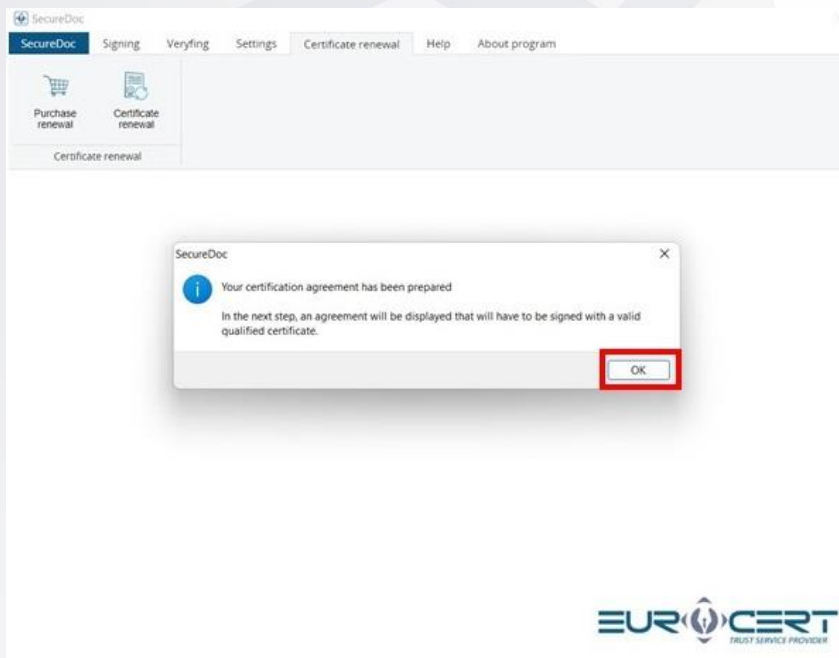 SecureDoc
SecureDoc Signing Veryfing Settings Certificate renewal Help About program
Purchase renewal
Certificate renewal
Certificate renewal
SecureDoc
i
Your certification agreement has been prepared
In the next step, an agreement will be displayed that will have to be signed with a valid
qualified certificate.
OK
EUROCERT
TRUST SERVICE PROVIDER